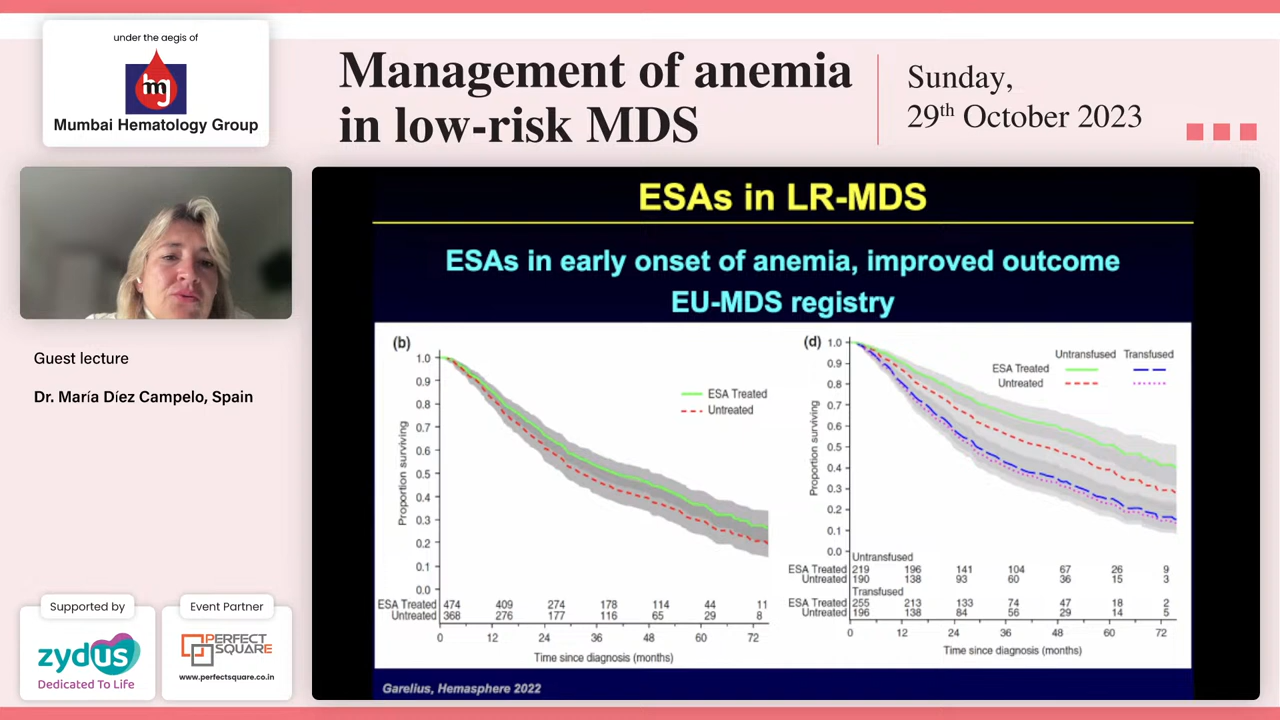 under the aegis of
mg
Mumbai Hematology Group
Management of anemia
in low-risk MDS
Sunday,
29th October 2023
Guest lecture
Dr. María Díez Campelo, Spain
Supported by
zydus
Dedicated To Life
Event Partner
PERFECT
SQUARE
www.perfectsquare.co.in
ESAs in LR-MDS
ESAs in early onset of anemia, improved outcome
EU-MDS registry
(b)
ESA Treated
Untreated
Proportion surviving
1.0
0.9
0.8
0.7
0.6
0.5
0.4
0.3
0.2
0.1
0.0
ESA Treated 474 409 274 178 114 44 11
Untreated 368 276 177 116 65 29 8
0 12 24 36 48 60 72
Time since diagnosis (months)
(d)
Untransfused Transfused
ESA Treated
Untreated
Proportion surviving
1.0
0.9
0.8
0.7
0.6
0.5
0.4
0.3
0.2
0.1
0.0
Untransfused
ESA Treated 219 196 141 104 67 26 9
Untreated 190 138 93 60 36 15 3
Transfused
ESA Treated 255 213 133 74 47 18 2
Untreated 196 138 84 56 29 14 5
0 12 24 36 48 60 72
Time since diagnosis (months)
Garelius, Hemasphere 2022